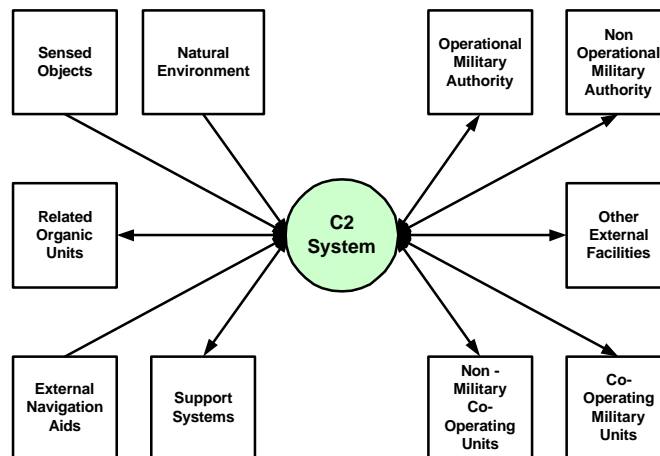 Sensed
Objects
Natural
Environment
Operational
Military
Authority
Non
Operational
Military
Authority
Related
Organic
Units
C2
System
Other
External
Facilities
External
Navigation
Aids
Support
Systems
Non -
Military
Co-
Operating
Units
Co-
Operating
Military
Units